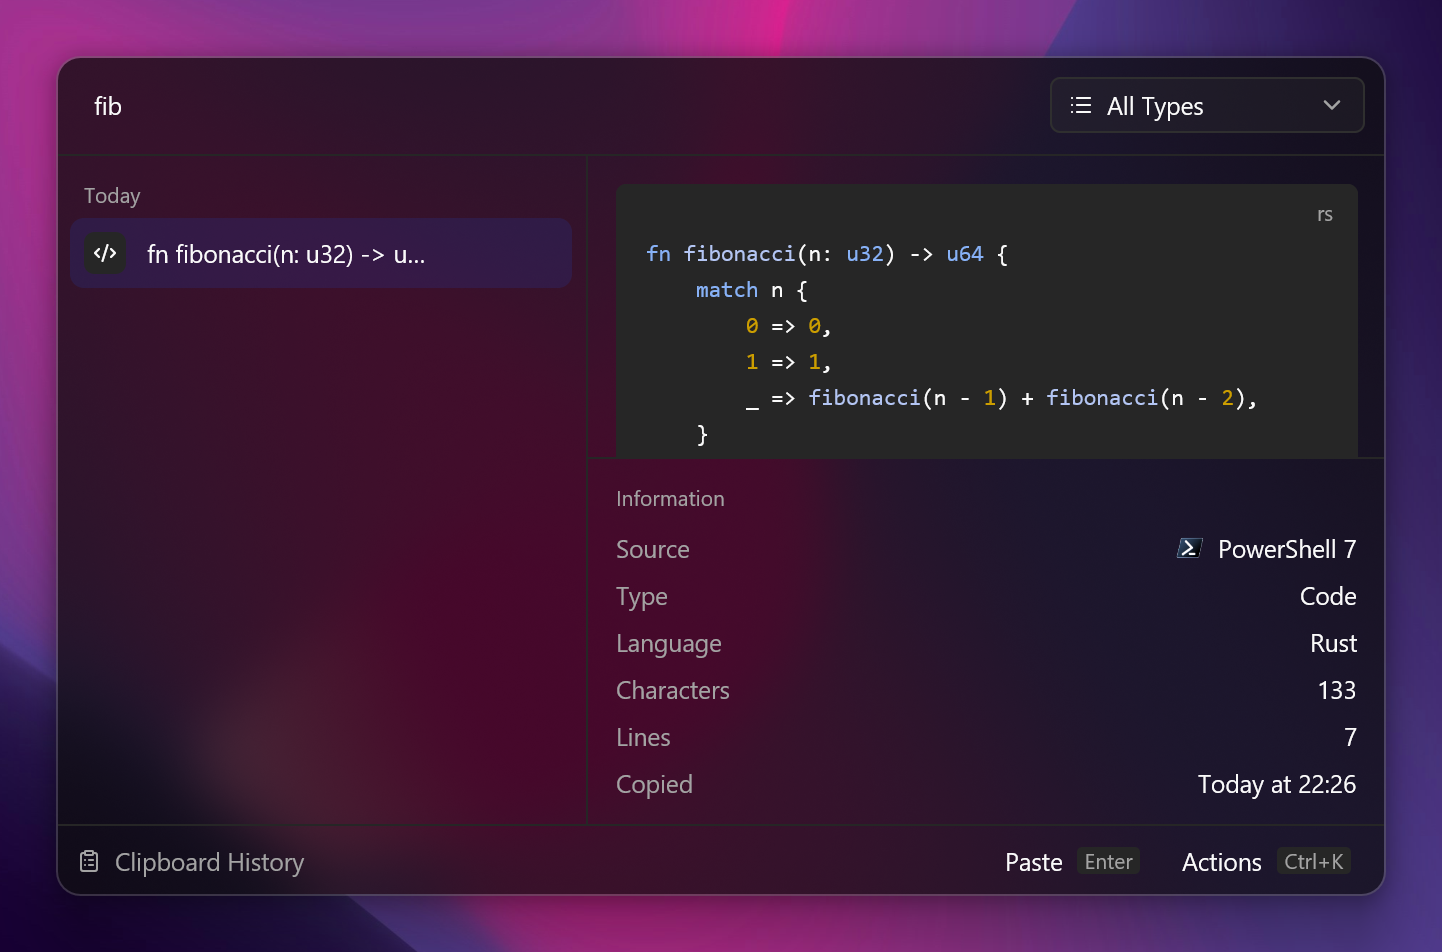 fib
All Types
Today
fn fibonacci(n: u32) -> u...
rs
fn fibonacci(n: u32) -> u64 {
    match n {
        0 => 0,
        1 => 1,
        _ => fibonacci(n - 1) + fibonacci(n - 2),
    }
Information
Source PowerShell 7
Type Code
Language Rust
Characters 133
Lines 7
Copied Today at 22:26
Clipboard History Paste Enter Actions Ctrl+K